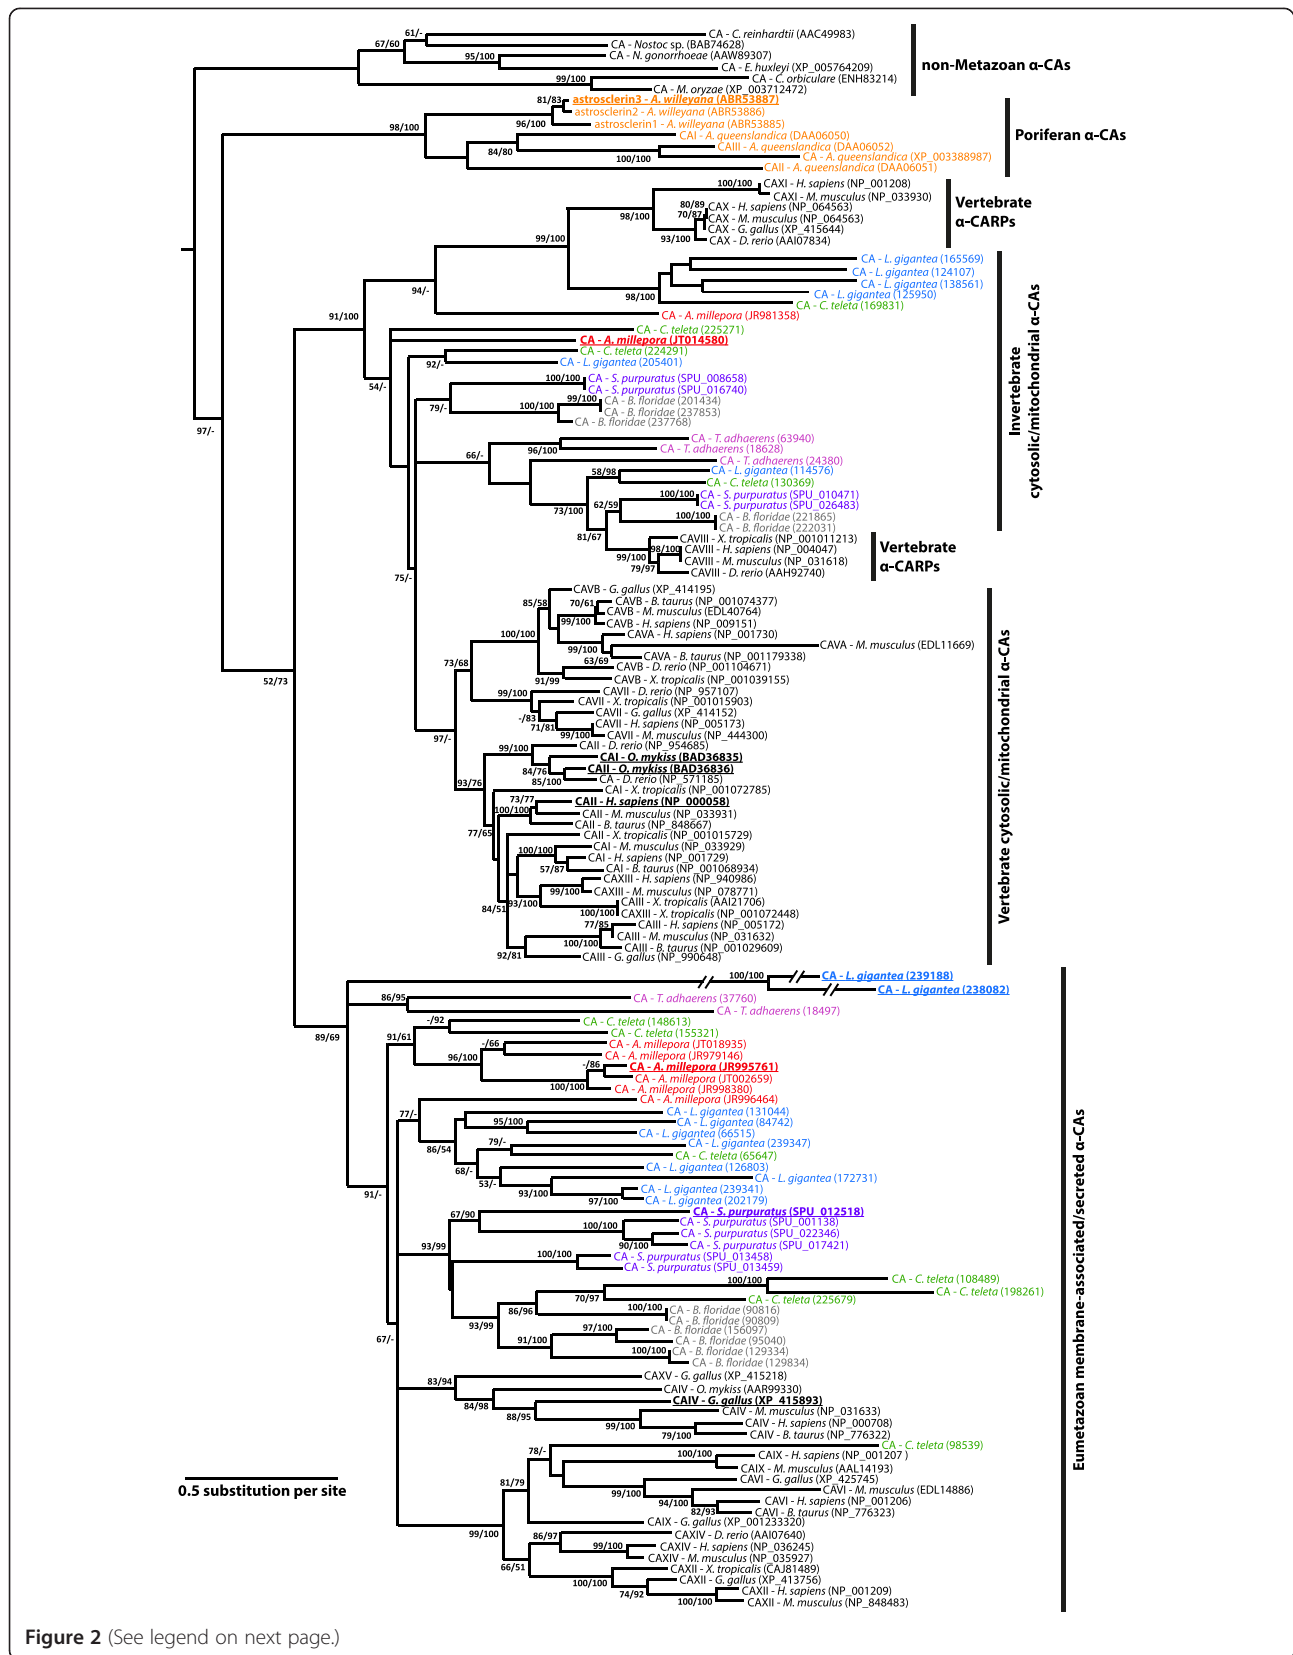 61/-
CA - C. reinhardtii (AAC49983)
67/60
CA - Nostoc sp. (BAB74628)
95/100
CA - N. gonorrhoeae (AAW89307)
CA - E. huxleyi (XP_005764209)
non-Metazoan α-CAs
99/100
CA - C. orbiculare (ENH83214)
CA - M. oryzae (XP_003712472)
81/83
astrosclerin3 - A. willeyana (ABR53887)
astrosclerin2 - A. willeyana (ABR53886)
96/100
astrosclerin1 - A. willeyana (ABR53885)
98/100
CAI - A. queenslandica (DAA06050)
Poriferan α-CAs
84/80
CAIII - A. queenslandica (DAA06052)
100/100
CA - A. queenslandica (XP_003388987)
CAII - A. queenslandica (DAA06051)
100/100
CAXI - H. sapiens (NP_001208)
CAXI - M. musculus (NP_033930)
80/89
CAX - H. sapiens (NP_064563)
98/100
70/87
CAX - M. musculus (NP_064563)
CAX - G. gallus (XP_415644)
93/100
CAX - D. rerio (AAI07834)
Vertebrate
α-CARPs
99/100
CA - L. gigantea (165569)
CA - L. gigantea (124107)
CA - L. gigantea (138561)
94/-
98/100
CA - L. gigantea (125950)
CA - C. teleta (169831)
91/100
CA - A. millepora (JR981358)
CA - C. teleta (225271)
CA - A. millepora (JT014580)
CA - C. teleta (224291)
92/-
CA - L. gigantea (205401)
54/-
100/100
CA - S. purpuratus (SPU_008658)
CA - S. purpuratus (SPU_016740)
79/-
99/100
CA - B. floridae (201434)
100/100
CA - B. floridae (237853)
CA - B. floridae (237768)
97/-
Invertebrate
cytosolic/mitochondrial α-CAs
CA - T. adhaerens (63940)
66/-
96/100
CA - T. adhaerens (18628)
CA - T. adhaerens (24380)
58/98
CA - L. gigantea (114576)
CA - C. teleta (130369)
100/100
CA - S. purpuratus (SPU_010471)
73/100
62/59
CA - S. purpuratus (SPU_026483)
100/100
CA - B. floridae (221865)
CA - B. floridae (222031)
81/67
CAVIII - X. tropicalis (NP_001011213)
99/100
98/100
CAVIII - H. sapiens (NP_004047)
CAVIII - M. musculus (NP_031618)
79/97
CAVIII - D. rerio (AAH92740)
Vertebrate
α-CARPs
75/-
CAVB - G. gallus (XP_414195)
85/58
70/61
CAVB - B. taurus (NP_001074377)
CAVB - M. musculus (EDL40764)
99/100
CAVB - H. sapiens (NP_009151)
100/100
CAVA - H. sapiens (NP_001730)
99/100
CAVA - M. musculus (EDL11669)
63/69
CAVA - B. taurus (NP_001179338)
73/68
CAVB - D. rerio (NP_001104671)
91/99
CAVB - X. tropicalis (NP_001039155)
52/73
99/100
CAVII - D. rerio (NP_957107)
CAVII - X. tropicalis (NP_001015903)
-/83
CAVII - G. gallus (XP_414152)
71/81
CAVII - H. sapiens (NP_005173)
99/100
CAVII - M. musculus (NP_444300)
97/-
99/100
CAII - D. rerio (NP_954685)
CAI - O. mykiss (BAD36835)
84/76
CAII - O. mykiss (BAD36836)
93/76
85/100
CA - D. rerio (NP_571185)
CAI - X. tropicalis (NP_001072785)
73/77
CAII - H. sapiens (NP_000058)
100/100
CAII - M. musculus (NP_033931)
CAII - B. taurus (NP_848667)
77/65
CAII - X. tropicalis (NP_001015729)
100/100
CAI - M. musculus (NP_033929)
CAI - H. sapiens (NP_001729)
57/87
CAI - B. taurus (NP_001068934)
CAXIII - H. sapiens (NP_940986)
99/100
CAXIII - M. musculus (NP_078771)
84/51
93/100
CAIII - X. tropicalis (AAI21706)
100/100
CAXIII - X. tropicalis (NP_001072448)
77/85
CAIII - H. sapiens (NP_005172)
CAIII - M. musculus (NP_031632)
100/100
CAIII - B. taurus (NP_001029609)
92/81
CAIII - G. gallus (NP_990648)
Vertebrate cytosolic/mitochondrial α-CAs
100/100
CA - L. gigantea (239188)
CA - L. gigantea (238082)
86/95
CA - T. adhaerens (37760)
CA - T. adhaerens (18497)
89/69
-/92
CA - C. teleta (148613)
CA - C. teleta (155321)
91/61
-/66
CA - A. millepora (JT018935)
96/100
CA - A. millepora (JR979146)
-/86
CA - A. millepora (JR995761)
CA - A. millepora (JT002659)
100/100
CA - A. millepora (JR998380)
CA - A. millepora (JR996464)
77/-
CA - L. gigantea (131044)
95/100
CA - L. gigantea (84742)
CA - L. gigantea (66515)
86/54
79/-
CA - L. gigantea (239347)
CA - C. teleta (65647)
68/-
CA - L. gigantea (126803)
53/-
CA - L. gigantea (172731)
93/100
CA - L. gigantea (239341)
97/100
CA - L. gigantea (202179)
91/-
67/90
CA - S. purpuratus (SPU_012518)
CA - S. purpuratus (SPU_001138)
100/100
CA - S. purpuratus (SPU_022346)
90/100
CA - S. purpuratus (SPU_017421)
93/99
100/100
CA - S. purpuratus (SPU_013458)
CA - S. purpuratus (SPU_013459)
100/100
CA - C. teleta (108489)
CA - C. teleta (198261)
70/97
CA - C. teleta (225679)
86/96
100/100
CA - B. floridae (90816)
CA - B. floridae (90809)
93/99
97/100
CA - B. floridae (156097)
91/100
CA - B. floridae (95040)
100/100
CA - B. floridae (129334)
CA - B. floridae (129834)
67/-
CAXV - G. gallus (XP_415218)
83/94
CAIV - O. mykiss (AAR99330)
84/98
CAIV - G. gallus (XP_415893)
88/95
CAIV - M. musculus (NP_031633)
99/100
CAIV - H. sapiens (NP_000708)
79/100
CAIV - B. taurus (NP_776322)
CA - C. teleta (98539)
78/-
100/100
CAIX - H. sapiens (NP_001207 )
CAIX - M. musculus (AAL14193)
81/79
CAVI - G. gallus (XP_425745)
99/100
CAVI - M. musculus (EDL14886)
94/100
CAVI - H. sapiens (NP_001206)
82/93
CAVI - B. taurus (NP_776323)
CAIX - G. gallus (XP_001233320)
99/100
86/97
CAXIV - D. rerio (AAI07640)
99/100
CAXIV - H. sapiens (NP_036245)
CAXIV - M. musculus (NP_035927)
66/51
CAXII - X. tropicalis (CAJ81489)
100/100
CAXII - G. gallus (XP_413756)
74/92
CAXII - H. sapiens (NP_001209)
100/100
CAXII - M. musculus (NP_848483)
Eumetazoan membrane-associated/secreted α-CAs
0.5 substitution per site
Figure 2 (See legend on next page.)